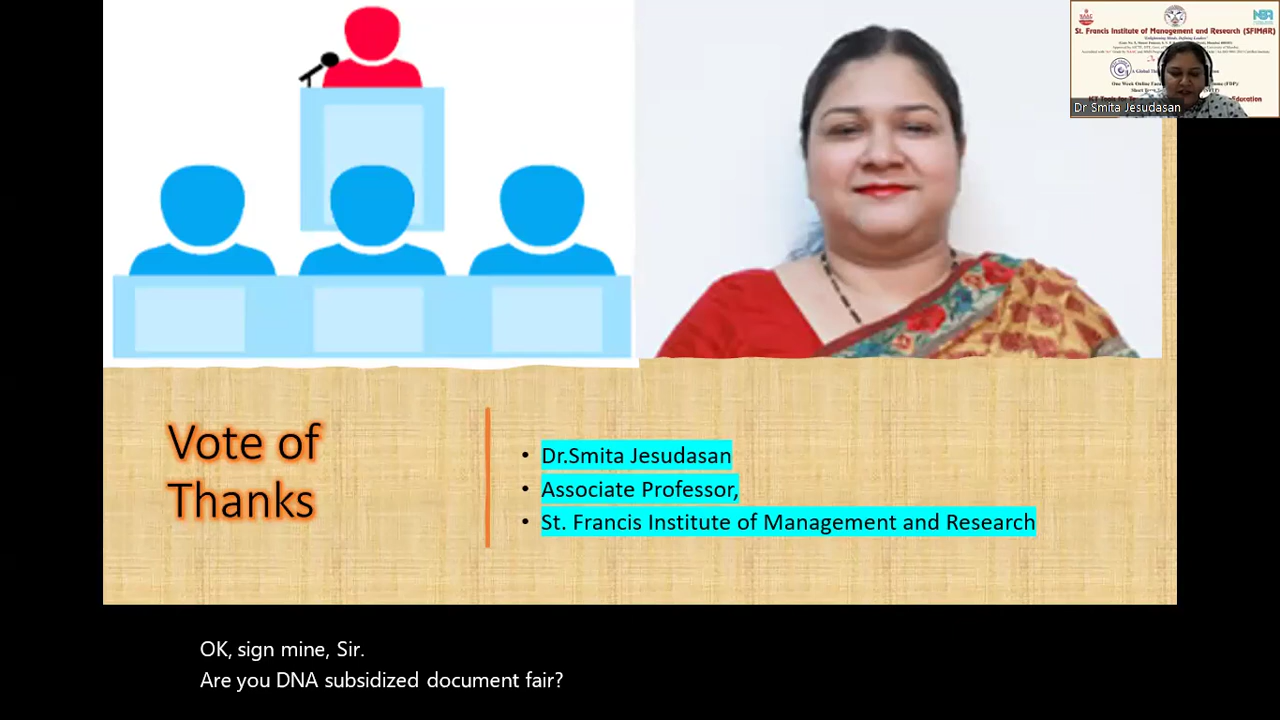 St. Francis Institute of Management and Research (SFIMAR)
Dr Smita Jesudasan
Vote of
Thanks
• Dr.Smita Jesudasan
• Associate Professor,
• St. Francis Institute of Management and Research
OK, sign mine, Sir.
Are you DNA subsidized document fair?